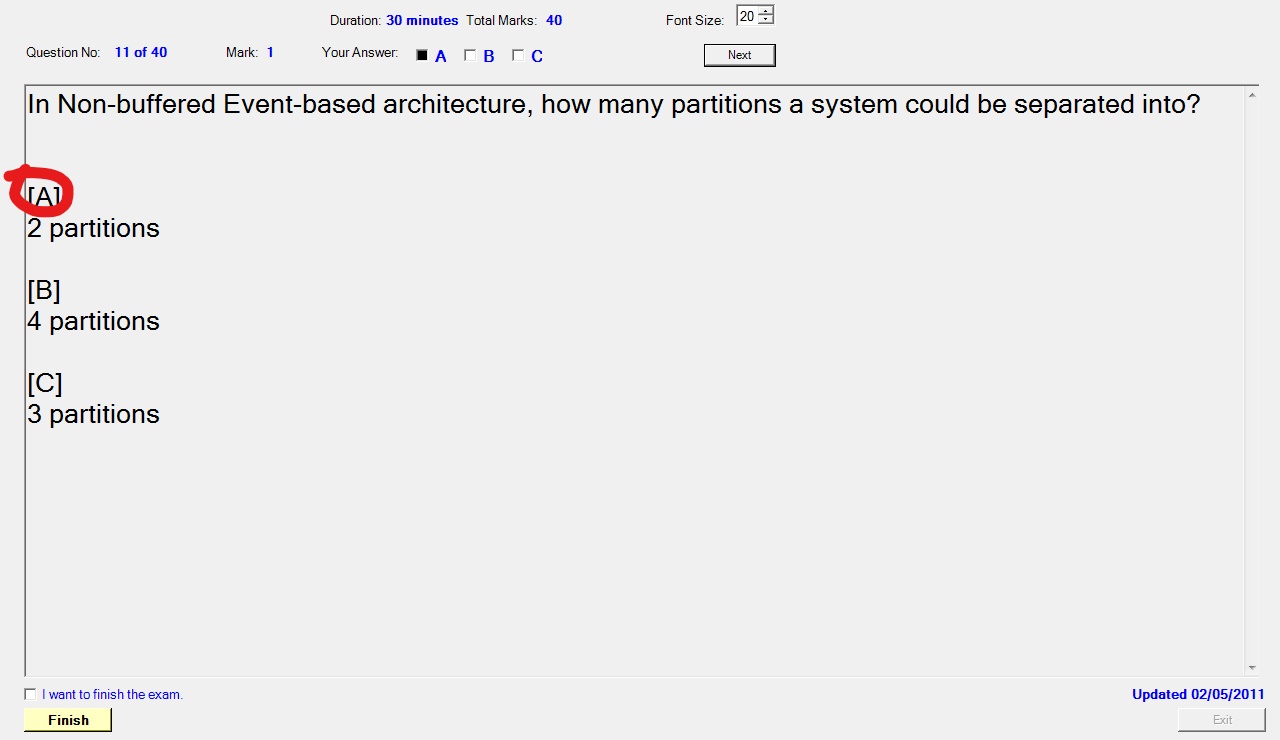 Duration: 30 minutes Total Marks: 40 Font Size: 20
Question No: 11 of 40 Mark: 1 Your Answer: A B C Next
In Non-buffered Event-based architecture, how many partitions a system could be separated into?
[A]
2 partitions
[B]
4 partitions
[C]
3 partitions
I want to finish the exam. Updated 02/05/2011
Finish Exit